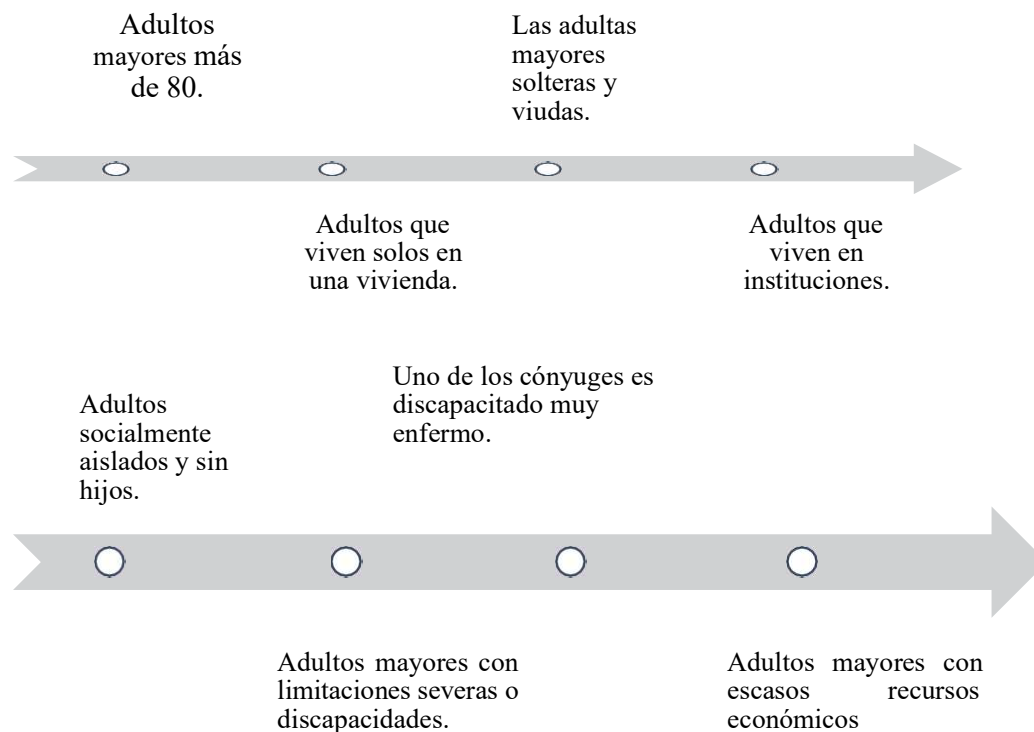 Adultos
mayores más
de 80.
Adultos que
viven solos en
una vivienda.
Las adultas
mayores
solteras y
viudas.
Adultos que
viven en
instituciones.
Adultos
socialmente
aislados y sin
hijos.
Adultos mayores con
limitaciones severas o
discapacidades.
Uno de los cónyuges es
discapacitado muy
enfermo.
Adultos mayores con
escasos recursos
económicos